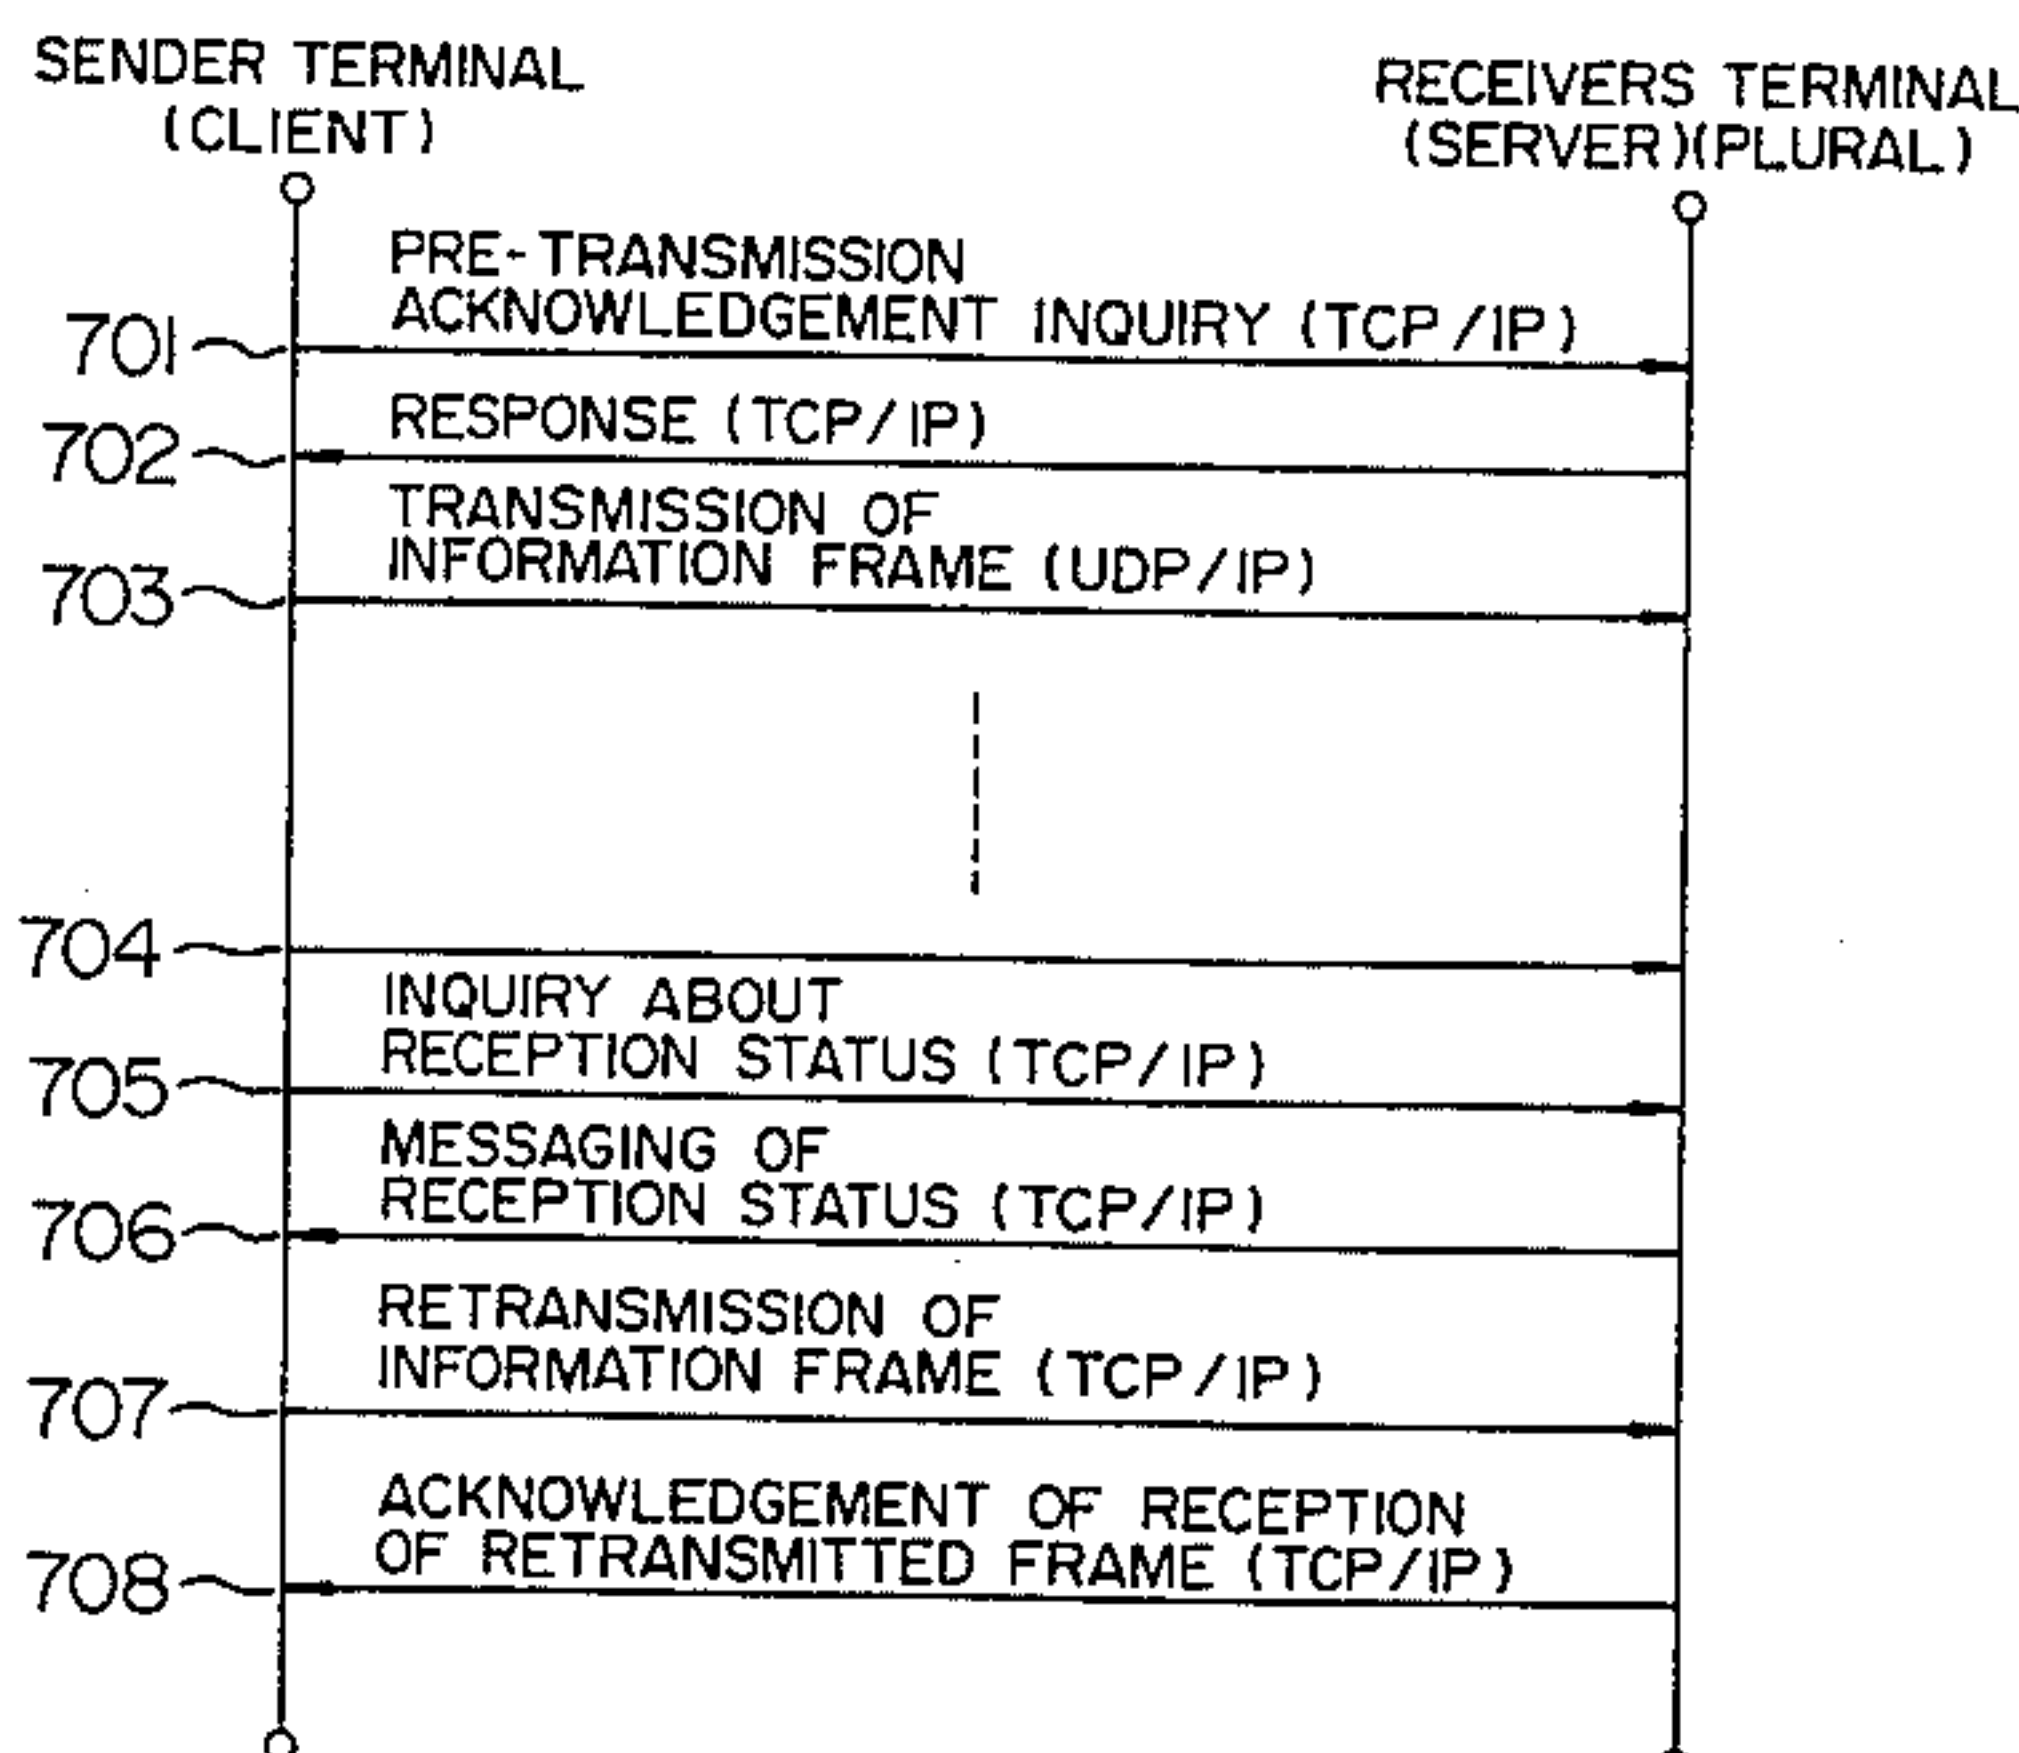 SENDER TERMINAL
(CLIENT)
RECEIVERS TERMINAL
(SERVER)(PLURAL)
PRE-TRANSMISSION
ACKNOWLEDGEMENT INQUIRY (TCP/IP)
701
RESPONSE (TCP/IP)
702
TRANSMISSION OF
INFORMATION FRAME (UDP/IP)
703
704
INQUIRY ABOUT
RECEPTION STATUS (TCP/IP)
705
MESSAGING OF
RECEPTION STATUS (TCP/IP)
706
RETRANSMISSION OF
INFORMATION FRAME (TCP/IP)
707
ACKNOWLEDGEMENT OF RECEPTION
OF RETRANSMITTED FRAME (TCP/IP)
708